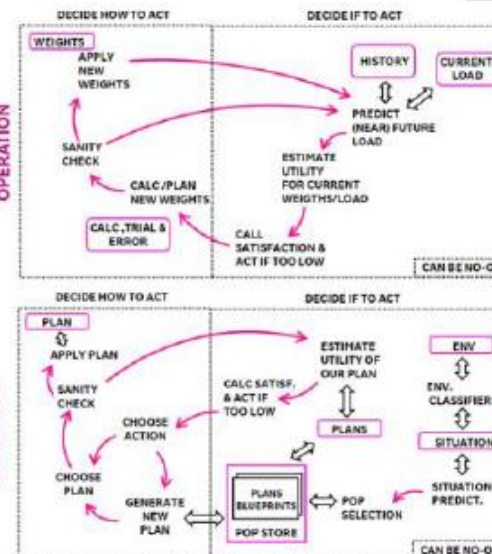 DECIDE HOW TO ACT
DECIDE IF TO ACT
WEIGHTS
APPLY
NEW
WEIGHTS
HISTORY
CURRENT
LOAD
PREDICT
(NEAR) FUTURE
LOAD
SANITY
CHECK
ESTIMATE
UTILITY
FOR CURRENT
WEIGTHS/LOAD
CALC/PLAN
NEW WEIGHTS
CALC, TRIAL &
ERROR
CALL
SATISFACTION &
ACT IF TOO LOW
CAN BE NO-O
OPERATION
DECIDE HOW TO ACT
DECIDE IF TO ACT
PLAN
APPLY PLAN
SANITY
CHECK
ESTIMATE
UTILITY OF
OUR PLAN
ENV
ENV.
CLASSIFIER
CALC SATISF.
& ACT IF
TOO LOW
CHOOSE
ACTION
PLANS
SITUATION
CHOOSE
PLAN
GENERATE
NEW
PLAN
PLANS
BLUEPRINTS
POP STORE
POP
SELECTION
SITUATION
PREDICT.
CAN BE NO-O